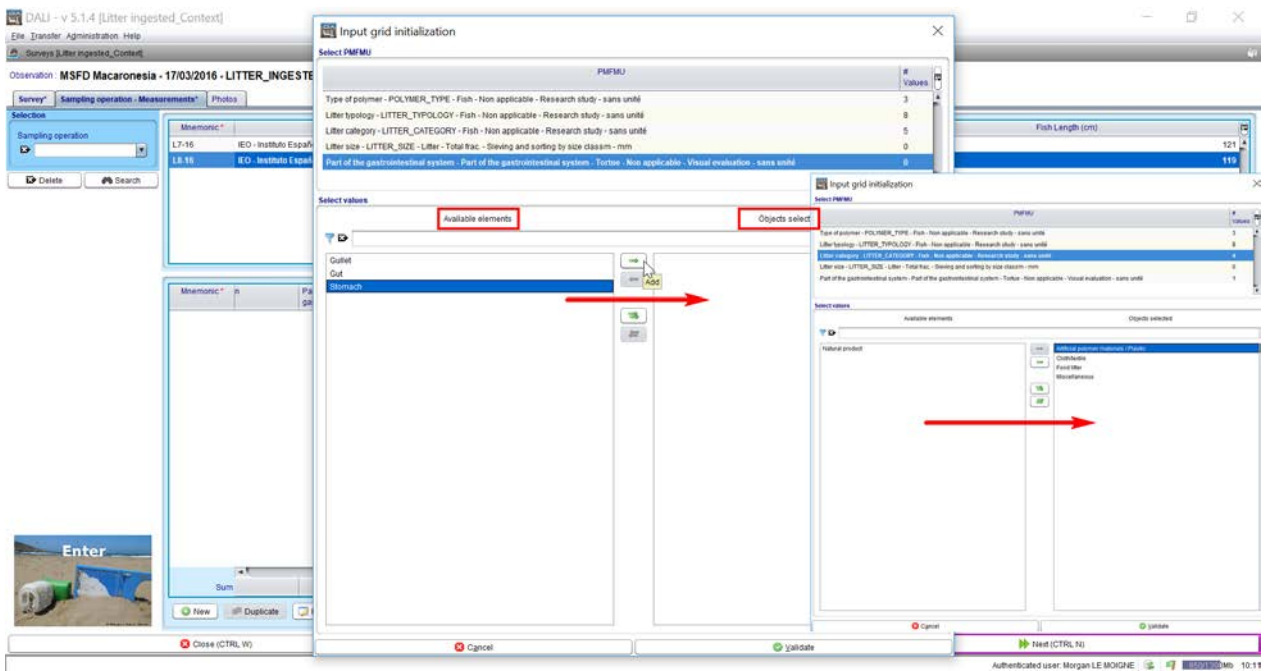 DALI - v 5.1.4 [Litter ingested_Context]
File Transfer Administration Help
Surveys [Litter ingested_Context]
Observation : MSFD Macaronesia - 17/03/2016 - LITTER_INGESTE
Survey* Sampling operation - Measurements* Photos
Selection
Sampling operation
Delete Search
Mnemonic*
L7-16 IEO - Instituto Españ
L8-16 IEO - Instituto Españ
Fish Length (cm)
121
119
Mnemonic* n Pa
ga
Sum
New Duplicate
Enter
Close (CTRL W)
Next (CTRL N)
Authenticated user: Morgan LE MOIGNE
10:11
Input grid initialization
Select PMFMU
PMFMU # Values
Type of polymer - POLYMER_TYPE - Fish - Non applicable - Research study - sans unité 3
Litter typology - LITTER_TYPOLOGY - Fish - Non applicable - Research study - sans unité 8
Litter category - LITTER_CATEGORY - Fish - Non applicable - Research study - sans unité 5
Litter size - LITTER_SIZE - Litter - Total frac. - Sieving and sorting by size classm - mm 0
Part of the gastrointestinal system - Part of the gastrointestinal system - Tortoe - Non applicable - Visual evaluation - sans unité 0
Select values
Available elements Objects select
Gullet
Gut
Stomach
Add
Cancel Validate
Input grid initialization
Select PMFMU
PMFMU # Values
Type of polymer - POLYMER_TYPE - Fish - Non applicable - Research study - sans unité 3
Litter typology - LITTER_TYPOLOGY - Fish - Non applicable - Research study - sans unité 8
Litter category - LITTER_CATEGORY - Fish - Non applicable - Research study - sans unité 4
Litter size - LITTER_SIZE - Litter - Total frac. - Sieving and sorting by size classm - mm 0
Part of the gastrointestinal system - Part of the gastrointestinal system - Tortoe - Non applicable - Visual evaluation - sans unité 1
Select values
Available elements Objects selected
Natural product
Artificial polymer materials / Plastic
Cloth/textile
Food litter
Miscellaneous
Cancel Validate